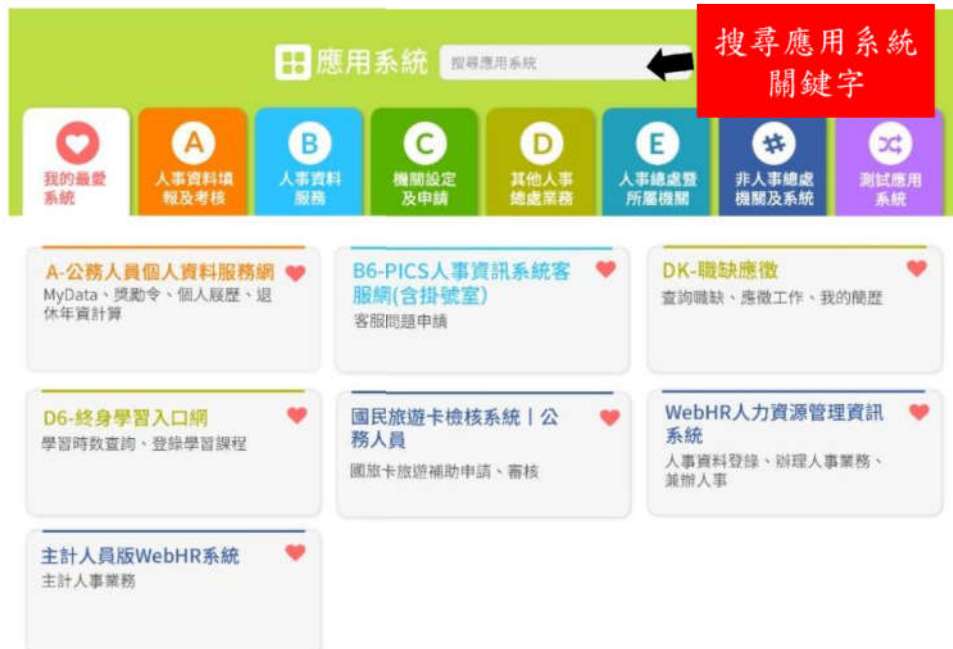 應用系統
搜尋應用系統
搜尋應用系統
關鍵字
我的最愛
系統
A
人事資料填
報及考核
B
人事資料
服務
C
機關設定
及申請
D
其他人事
總處業務
E
人事總處暨
所屬機關
#
非人事總處
機關及系統
測試應用
系統
A-公務人員個人資料服務網
MyData、獎勵令、個人履歷、退
休年資計算
B6-PICS人事資訊系統客
服網(含掛號室)
客服問題申請
DK-職缺應徵
查詢職缺、應徵工作、我的簡歷
D6-終身學習入口網
學習時數查詢、登錄學習課程
國民旅遊卡檢核系統|公
務人員
國旅卡旅遊補助申請、審核
WebHR人力資源管理資訊
系統
人事資料登錄、辦理人事業務、
兼辦人事
主計人員版WebHR系統
主計人事業務